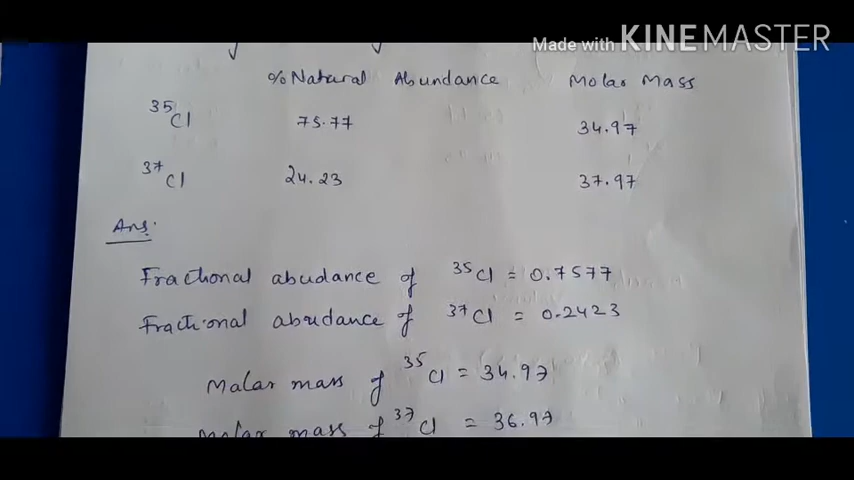 Made with KINEMASTER
% Natural Abundance Molar Mass
³⁵Cl 75.77 34.97
³⁷Cl 24.23 37.97
Ans.
Fractional abudance of ³⁵Cl = 0.7577
Fractional abudance of ³⁷Cl = 0.2423
Molar mass of ³⁵Cl = 34.97
Molar mass of ³⁷Cl = 36.97